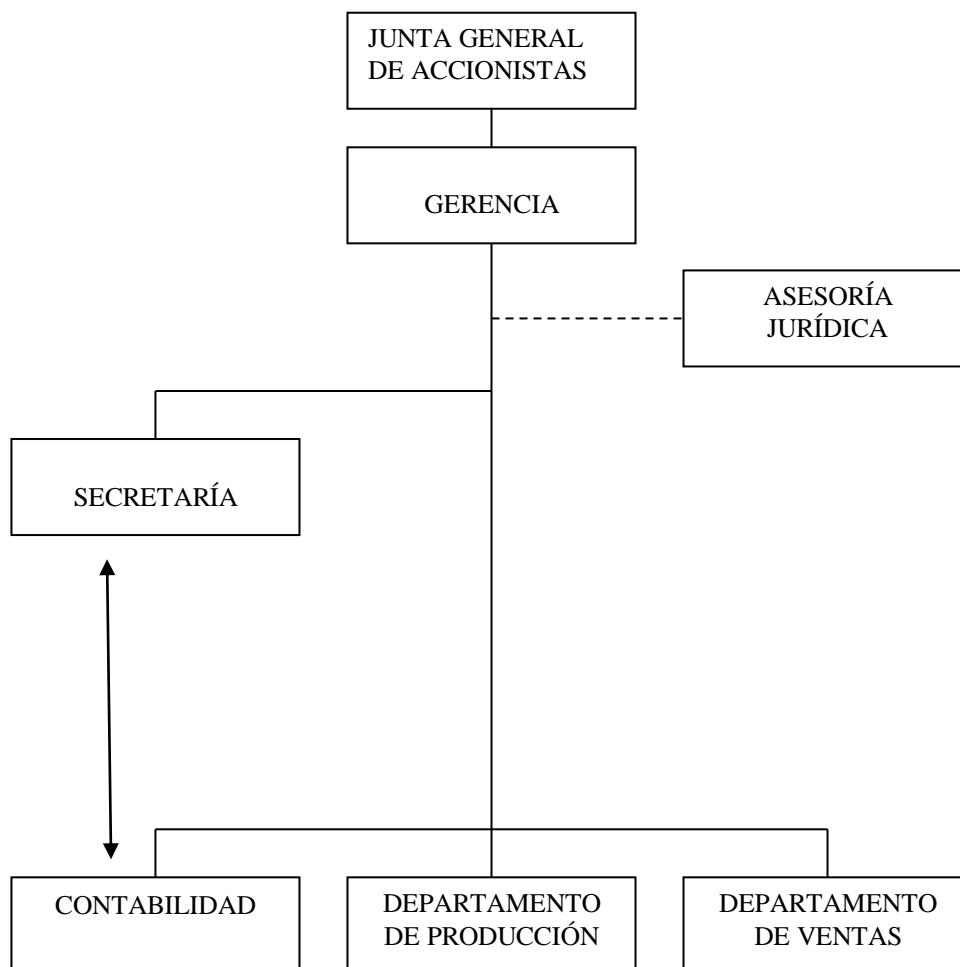 JUNTA GENERAL
DE ACCIONISTAS
GERENCIA
ASESORÍA
JURÍDICA
SECRETARÍA
CONTABILIDAD
DEPARTAMENTO
DE PRODUCCIÓN
DEPARTAMENTO
DE VENTAS